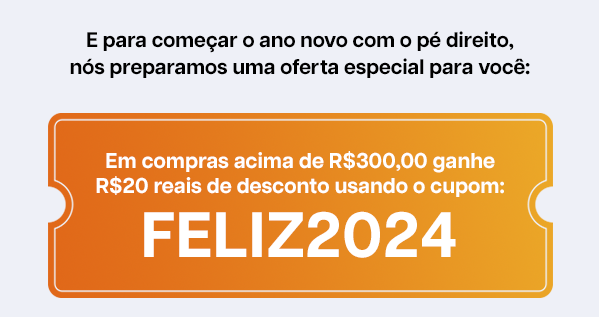 E para começar o ano novo com o pé direito,
nós preparamos uma oferta especial para você:
Em compras acima de R$300,00 ganhe
R$20 reais de desconto usando o cupom:
FELIZ2024